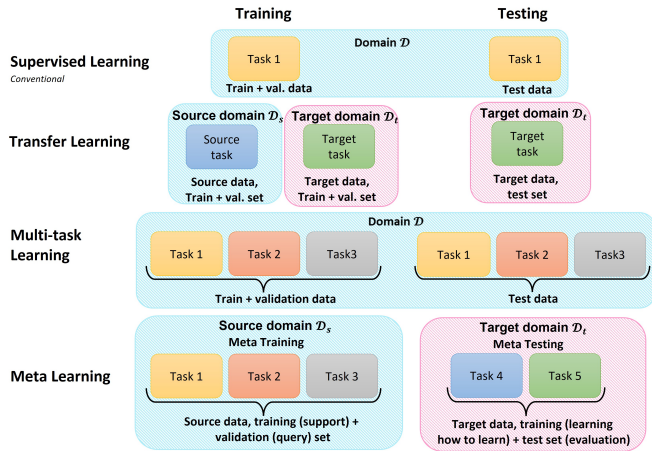 Training
Testing
Supervised Learning
Conventional
Domain 𝒟
Task 1
Task 1
Train + val. data
Test data
Transfer Learning
Source domain 𝒟ₛ
Source
task
Source data,
Train + val. set
Target domain 𝒟ₜ
Target
task
Target data,
Train + val. set
Target domain 𝒟ₜ
Target
task
Target data,
test set
Multi-task
Learning
Domain 𝒟
Task 1
Task 2
Task3
Train + validation data
Task 1
Task 2
Task3
Test data
Meta Learning
Source domain 𝒟ₛ
Meta Training
Task 1
Task 2
Task 3
Source data, training (support) +
validation (query) set
Target domain 𝒟ₜ
Meta Testing
Task 4
Task 5
Target data, training (learning
how to learn) + test set (evaluation)